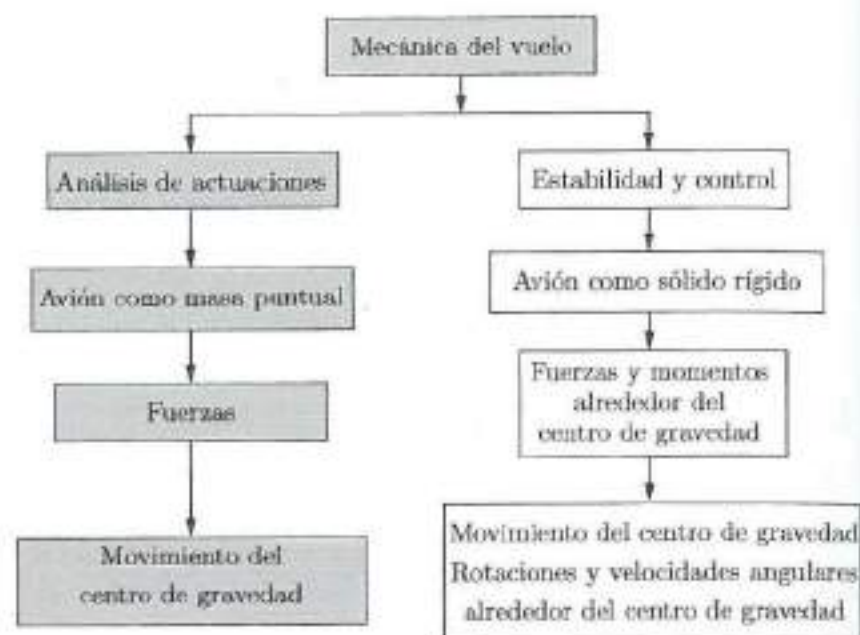 Mecánica del vuelo
Análisis de actuaciones
Avión como masa puntual
Fuerzas
Movimiento del
centro de gravedad
Estabilidad y control
Avión como sólido rígido
Fuerzas y momentos
alrededor del
centro de gravedad
Movimiento del centro de gravedad
Rotaciones y velocidades angulares
alrededor del centro de gravedad